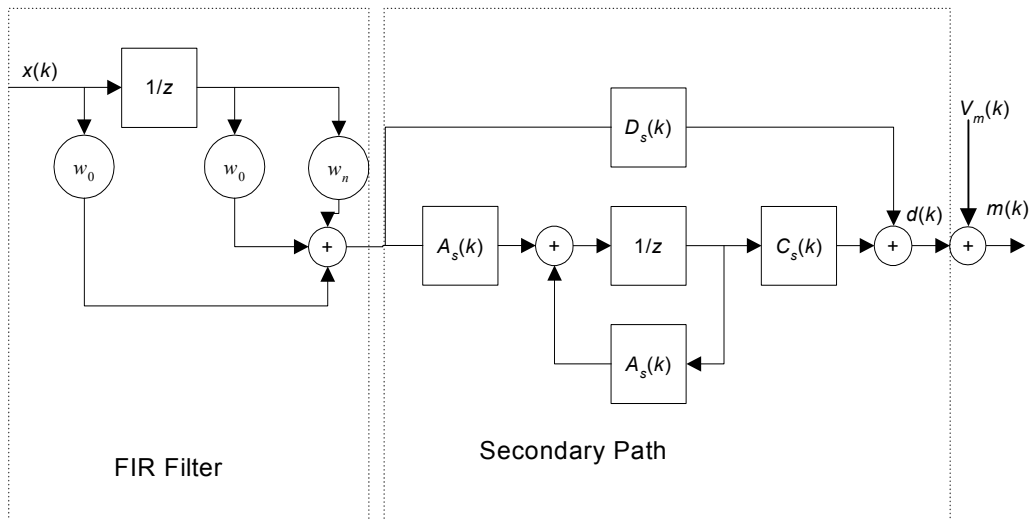 x(k)
1/z
w₀
w₀
wₙ
+
Dₛ(k)
Vₘ(k)
Aₛ(k)
+
1/z
Cₛ(k)
+
d(k)
+
m(k)
Aₛ(k)
FIR Filter
Secondary Path